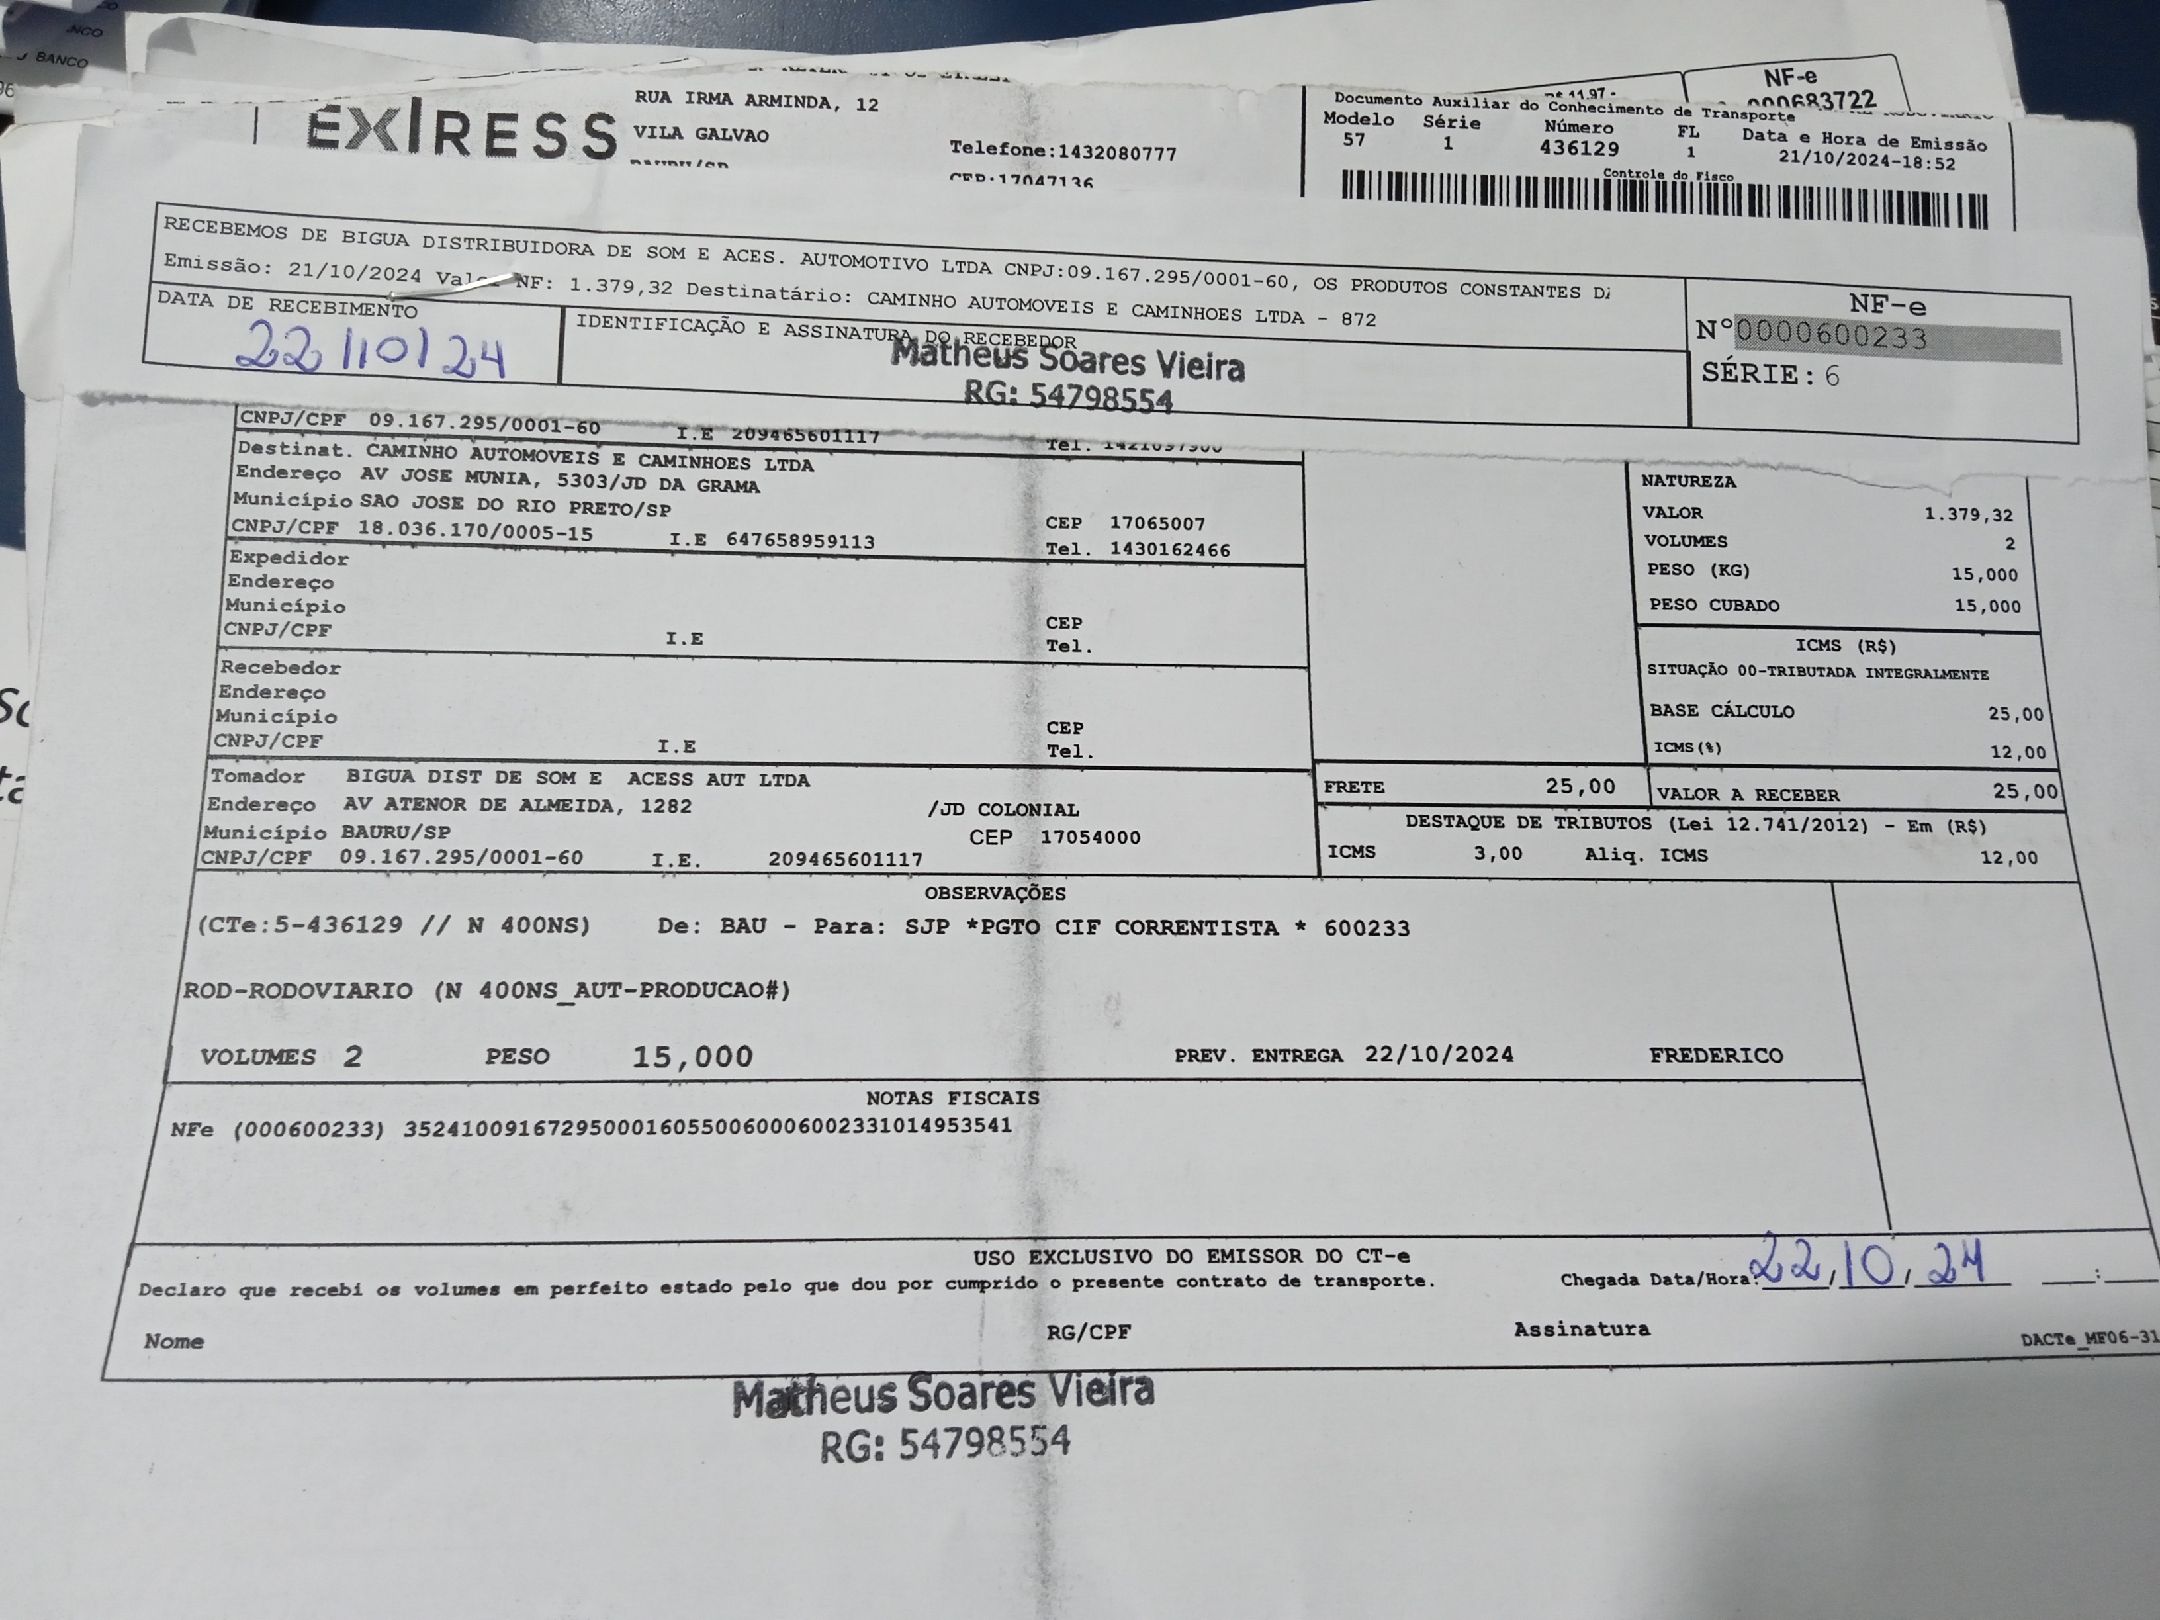 NCO
BANCO
NF-e
000683722
EXPRESS
RUA IRMA ARMINDA, 12
VILA GALVAO
BAURU/SP
Telefone:1432080777
CEP:17047136
Documento Auxiliar do Conhecimento de Transporte
Modelo Série Número FL Data e Hora de Emissão
57 1 436129 1 21/10/2024-18:52
Controle do Fisco
RECEBEMOS DE BIGUA DISTRIBUIDORA DE SOM E ACES. AUTOMOTIVO LTDA CNPJ:09.167.295/0001-60, OS PRODUTOS CONSTANTES DA
Emissão: 21/10/2024 Valor NF: 1.379,32 Destinatário: CAMINHO AUTOMOVEIS E CAMINHOES LTDA - 872
DATA DE RECEBIMENTO
22/10/24
IDENTIFICAÇÃO E ASSINATURA DO RECEBEDOR
Matheus Soares Vieira
RG: 54798554
NF-e
Nº0000600233
SÉRIE: 6
CNPJ/CPF 09.167.295/0001-60 I.E 209465601117
Destinat. CAMINHO AUTOMOVEIS E CAMINHOES LTDA
Endereço AV JOSE MUNIA, 5303/JD DA GRAMA
Município SAO JOSE DO RIO PRETO/SP CEP 17065007
CNPJ/CPF 18.036.170/0005-15 I.E 647658959113 Tel. 1430162466
Expedidor
Endereço
Município CEP
CNPJ/CPF I.E Tel.
Recebedor
Endereço
Município CEP
CNPJ/CPF I.E Tel.
Tomador BIGUA DIST DE SOM E ACESS AUT LTDA
Endereço AV ATENOR DE ALMEIDA, 1282 /JD COLONIAL
Município BAURU/SP CEP 17054000
CNPJ/CPF 09.167.295/0001-60 I.E. 209465601117
NATUREZA
VALOR 1.379,32
VOLUMES 2
PESO (KG) 15,000
PESO CUBADO 15,000
ICMS (R$)
SITUAÇÃO 00-TRIBUTADA INTEGRALMENTE
BASE CÁLCULO 25,00
ICMS(%) 12,00
FRETE 25,00 VALOR A RECEBER 25,00
DESTAQUE DE TRIBUTOS (Lei 12.741/2012) - Em (R$)
ICMS 3,00 Aliq. ICMS 12,00
OBSERVAÇÕES
(CTe:5-436129 // N 400NS) De: BAU - Para: SJP *PGTO CIF CORRENTISTA * 600233
ROD-RODOVIARIO (N 400NS_AUT-PRODUCAO#)
VOLUMES 2 PESO 15,000 PREV. ENTREGA 22/10/2024 FREDERICO
NOTAS FISCAIS
NFe (000600233) 35241009167295000160550060006002331014953541
USO EXCLUSIVO DO EMISSOR DO CT-e
Declaro que recebi os volumes em perfeito estado pelo que dou por cumprido o presente contrato de transporte. Chegada Data/Hora: 22/10/24 :
Nome RG/CPF Assinatura
DACTe_MF06-31
Matheus Soares Vieira
RG: 54798554